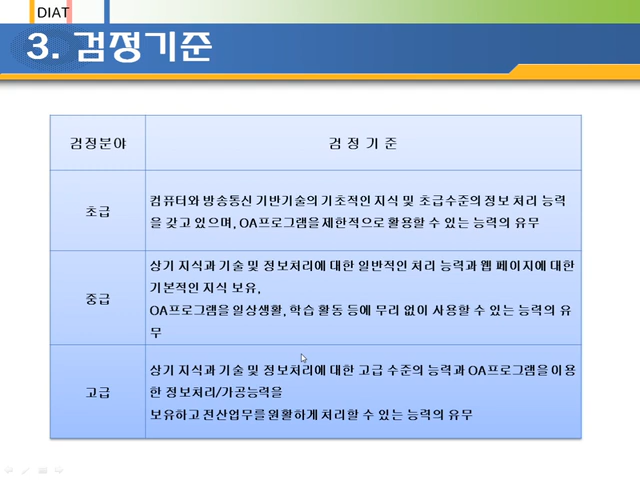 DIAT
3. 검정기준
검정분야
검 정 기 준
초급
컴퓨터와 방송통신 기반기술의 기초적인 지식 및 초급수준의 정보 처리 능력
을 갖고 있으며, OA프로그램을 제한적으로 활용할 수 있는 능력의 유무
중급
상기 지식과 기술 및 정보처리에 대한 일반적인 처리 능력과 웹 페이지에 대한
기본적인 지식 보유,
OA프로그램을 일상생활, 학습 활동 등에 무리 없이 사용할 수 있는 능력의 유
무
고급
상기 지식과 기술 및 정보처리에 대한 고급 수준의 능력과 OA프로그램을 이용
한 정보처리/가공능력을
보유하고 전산업무를 원활하게 처리할 수 있는 능력의 유무